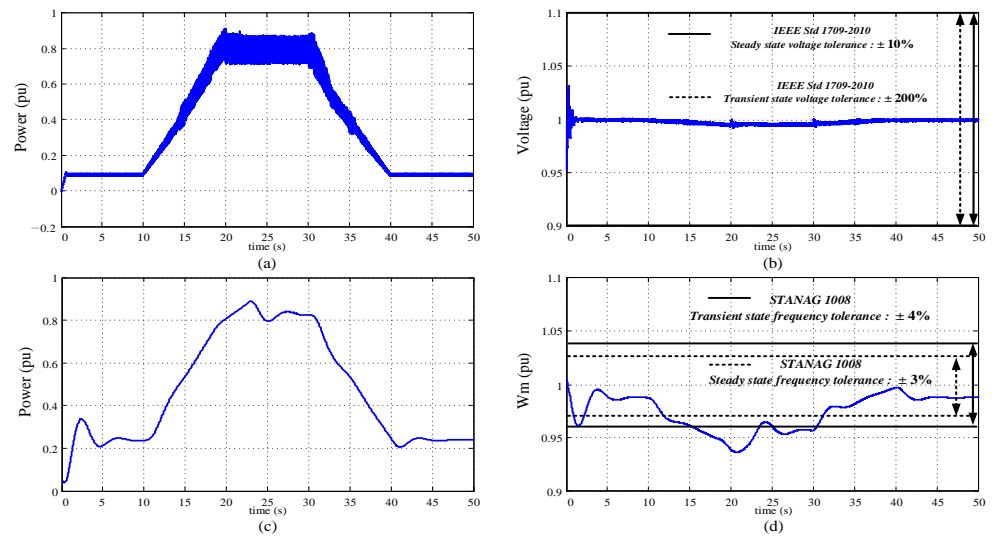 1
0.8
0.6
0.4
0.2
0
−0.2
Power (pu)
0 5 10 15 20 25 30 35 40 45 50
time (s)
(a)
1.1
1.05
1
0.95
0.9
Voltage (pu)
IEEE Std 1709-2010
Steady state voltage tolerance : ± 10%
IEEE Std 1709-2010
Transient state voltage tolerance : ± 200%
0 5 10 15 20 25 30 35 40 45 50
time (s)
(b)
1
0.8
0.6
0.4
0.2
0
Power (pu)
0 5 10 15 20 25 30 35 40 45 50
time (s)
(c)
1.1
1.05
1
0.95
0.9
Wm (pu)
STANAG 1008
Transient state frequency tolerance : ± 4%
STANAG 1008
Steady state frequency tolerance : ± 3%
0 5 10 15 20 25 30 35 40 45 50
time (s)
(d)